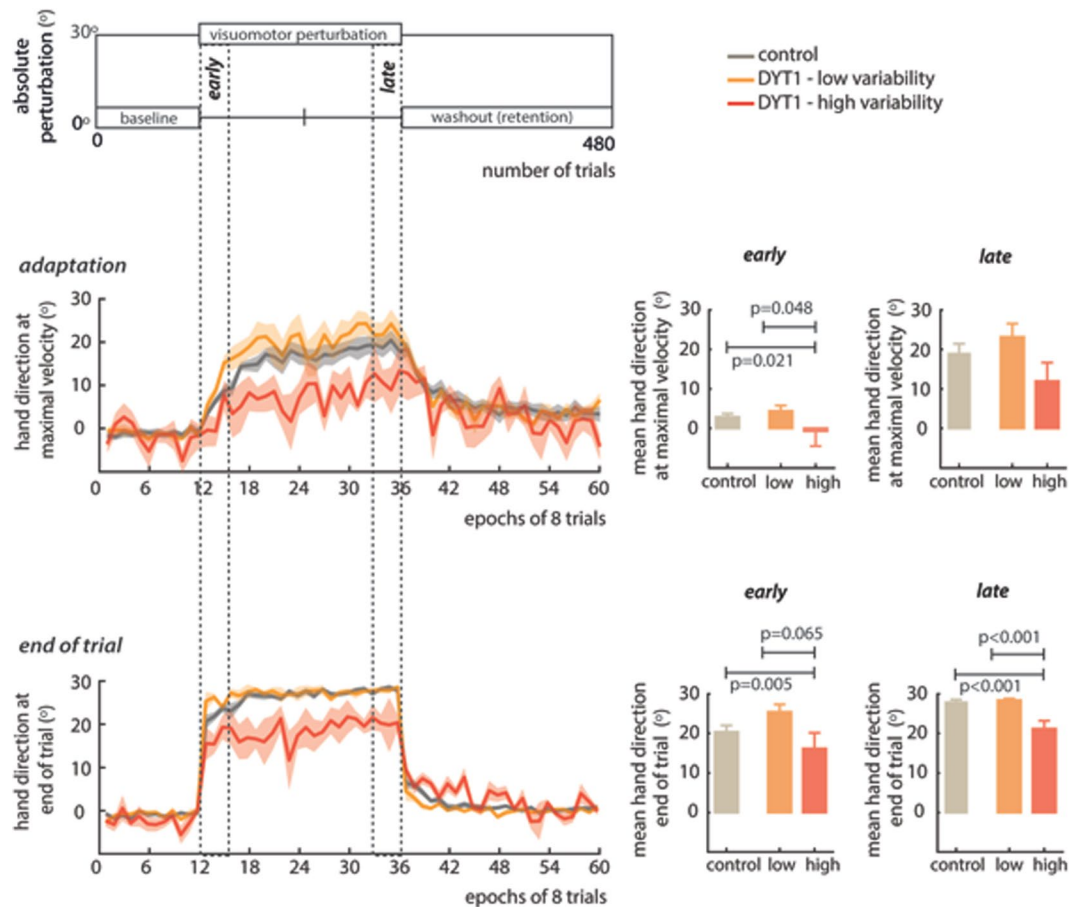 absolute
perturbation (º)
30º
0º
visuomotor perturbation
early
late
baseline
washout (retention)
0
480
number of trials
control
DYT1 - low variability
DYT1 - high variability
adaptation
hand direction at
maximal velocity (º)
30
20
10
0
0 6 12 18 24 30 36 42 48 54 60
epochs of 8 trials
early
mean hand direction
at maximal velocity (º)
30
20
10
0
p=0.048
p=0.021
control low high
late
mean hand direction
at maximal velocity (º)
30
20
10
0
control low high
end of trial
hand direction at
end of trial (º)
30
20
10
0
0 6 12 18 24 30 36 42 48 54 60
epochs of 8 trials
early
mean hand direction
end of trial (º)
30
20
10
0
p=0.065
p=0.005
control low high
late
mean hand direction
end of trial (º)
30
20
10
0
p<0.001
p<0.001
control low high